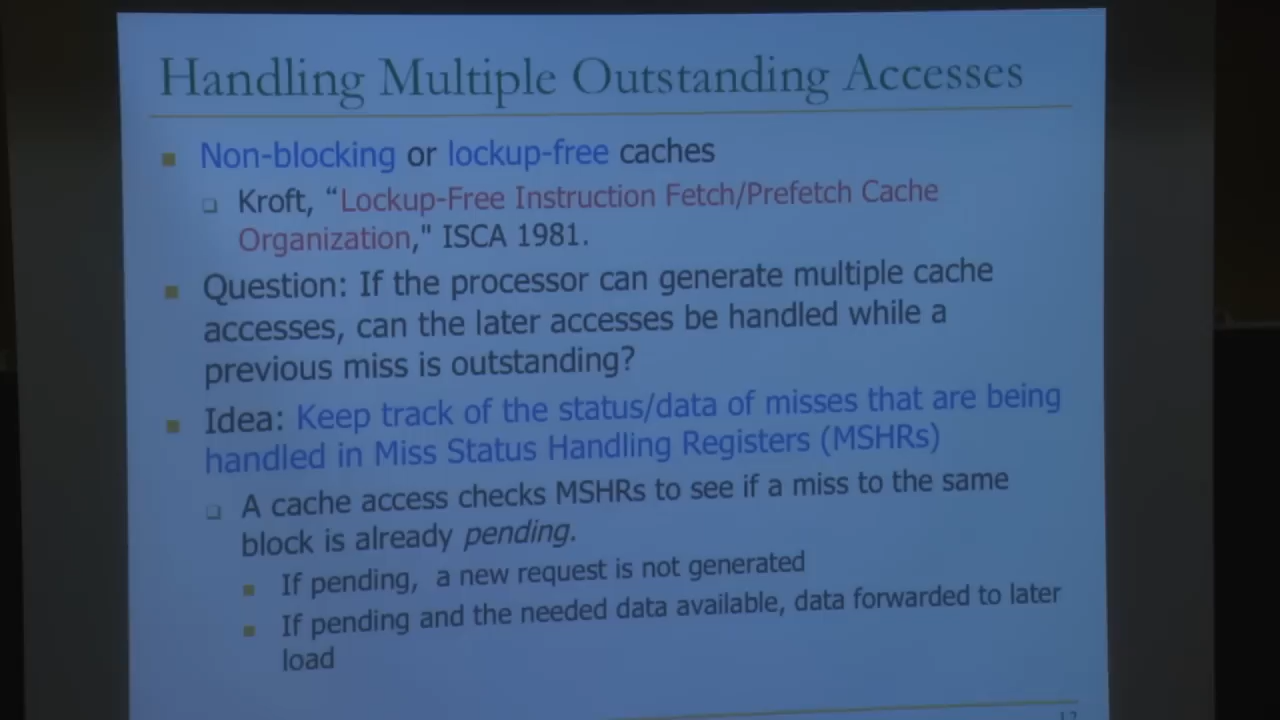 Handling Multiple Outstanding Accesses
Non-blocking or lockup-free caches
Kroft, “Lockup-Free Instruction Fetch/Prefetch Cache
Organization," ISCA 1981.
Question: If the processor can generate multiple cache
accesses, can the later accesses be handled while a
previous miss is outstanding?
Idea: Keep track of the status/data of misses that are being
handled in Miss Status Handling Registers (MSHRs)
A cache access checks MSHRs to see if a miss to the same
block is already pending.
If pending, a new request is not generated
If pending and the needed data available, data forwarded to later
load